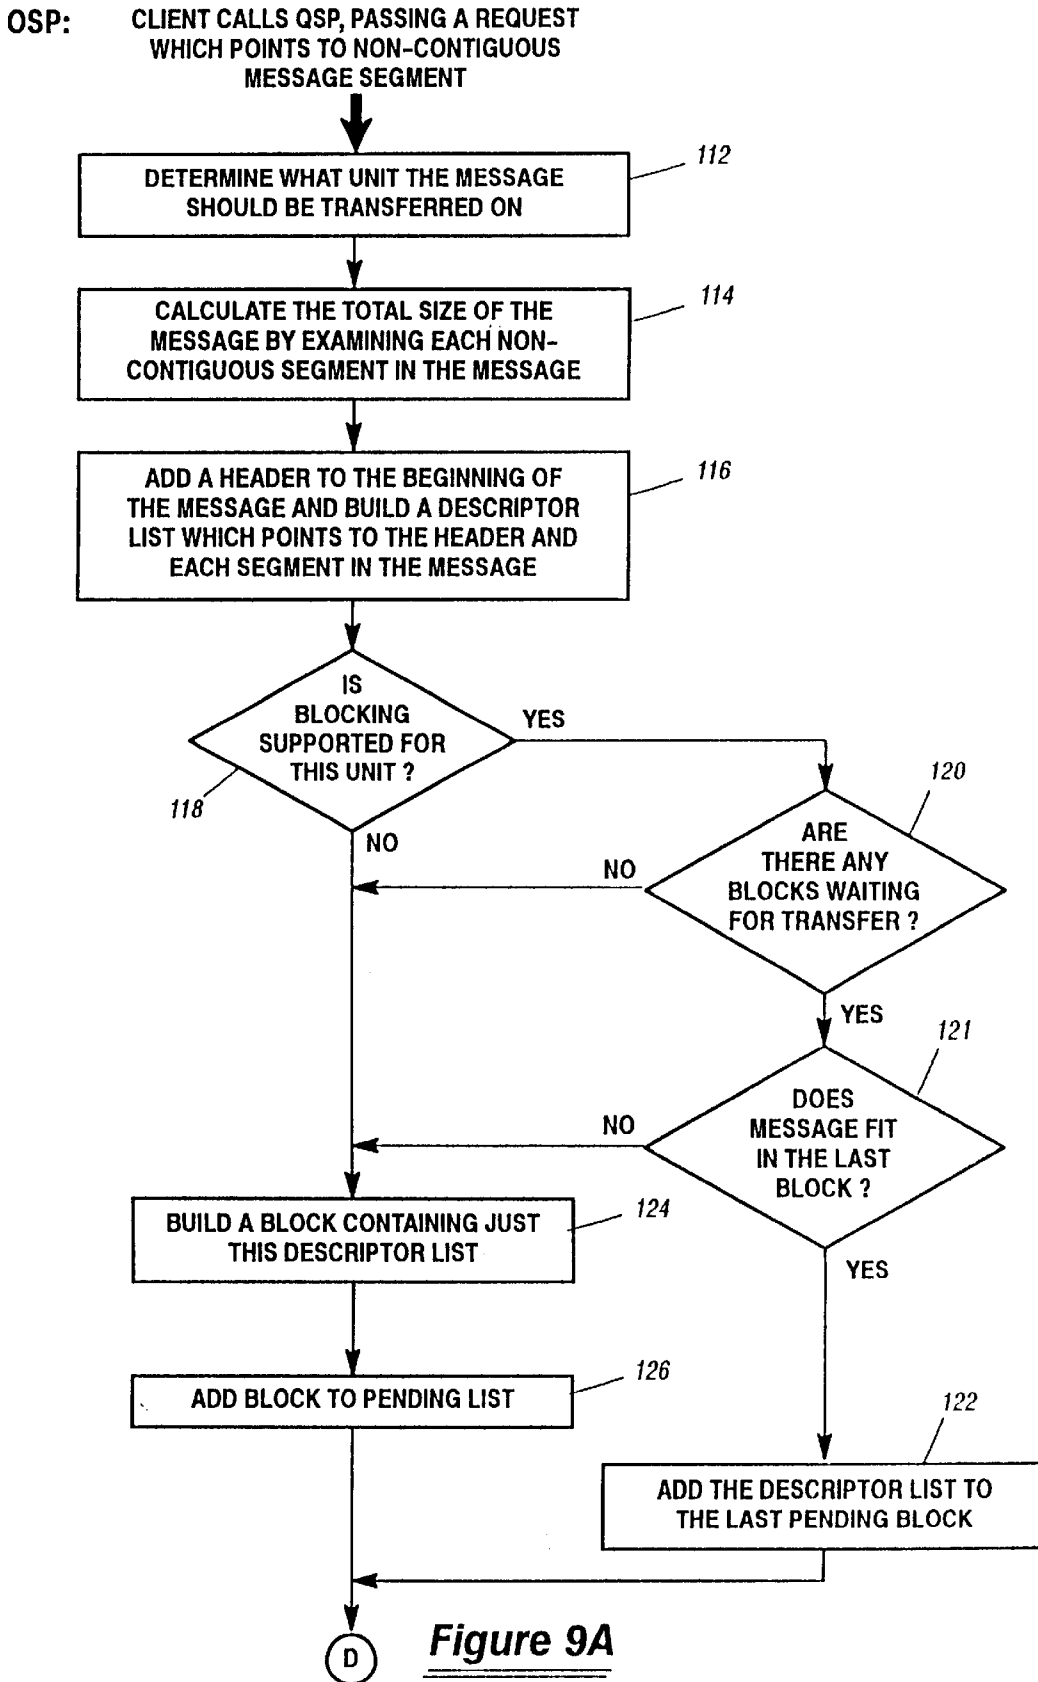 OSP:
CLIENT CALLS QSP, PASSING A REQUEST
WHICH POINTS TO NON-CONTIGUOUS
MESSAGE SEGMENT
112
DETERMINE WHAT UNIT THE MESSAGE
SHOULD BE TRANSFERRED ON
114
CALCULATE THE TOTAL SIZE OF THE
MESSAGE BY EXAMINING EACH NON-
CONTIGUOUS SEGMENT IN THE MESSAGE
116
ADD A HEADER TO THE BEGINNING OF
THE MESSAGE AND BUILD A DESCRIPTOR
LIST WHICH POINTS TO THE HEADER AND
EACH SEGMENT IN THE MESSAGE
IS
BLOCKING
SUPPORTED FOR
THIS UNIT ?
YES
118
NO
120
ARE
THERE ANY
BLOCKS WAITING
FOR TRANSFER ?
NO
YES
121
DOES
MESSAGE FIT
IN THE LAST
BLOCK ?
NO
YES
124
BUILD A BLOCK CONTAINING JUST
THIS DESCRIPTOR LIST
126
ADD BLOCK TO PENDING LIST
122
ADD THE DESCRIPTOR LIST TO
THE LAST PENDING BLOCK
D
Figure 9A